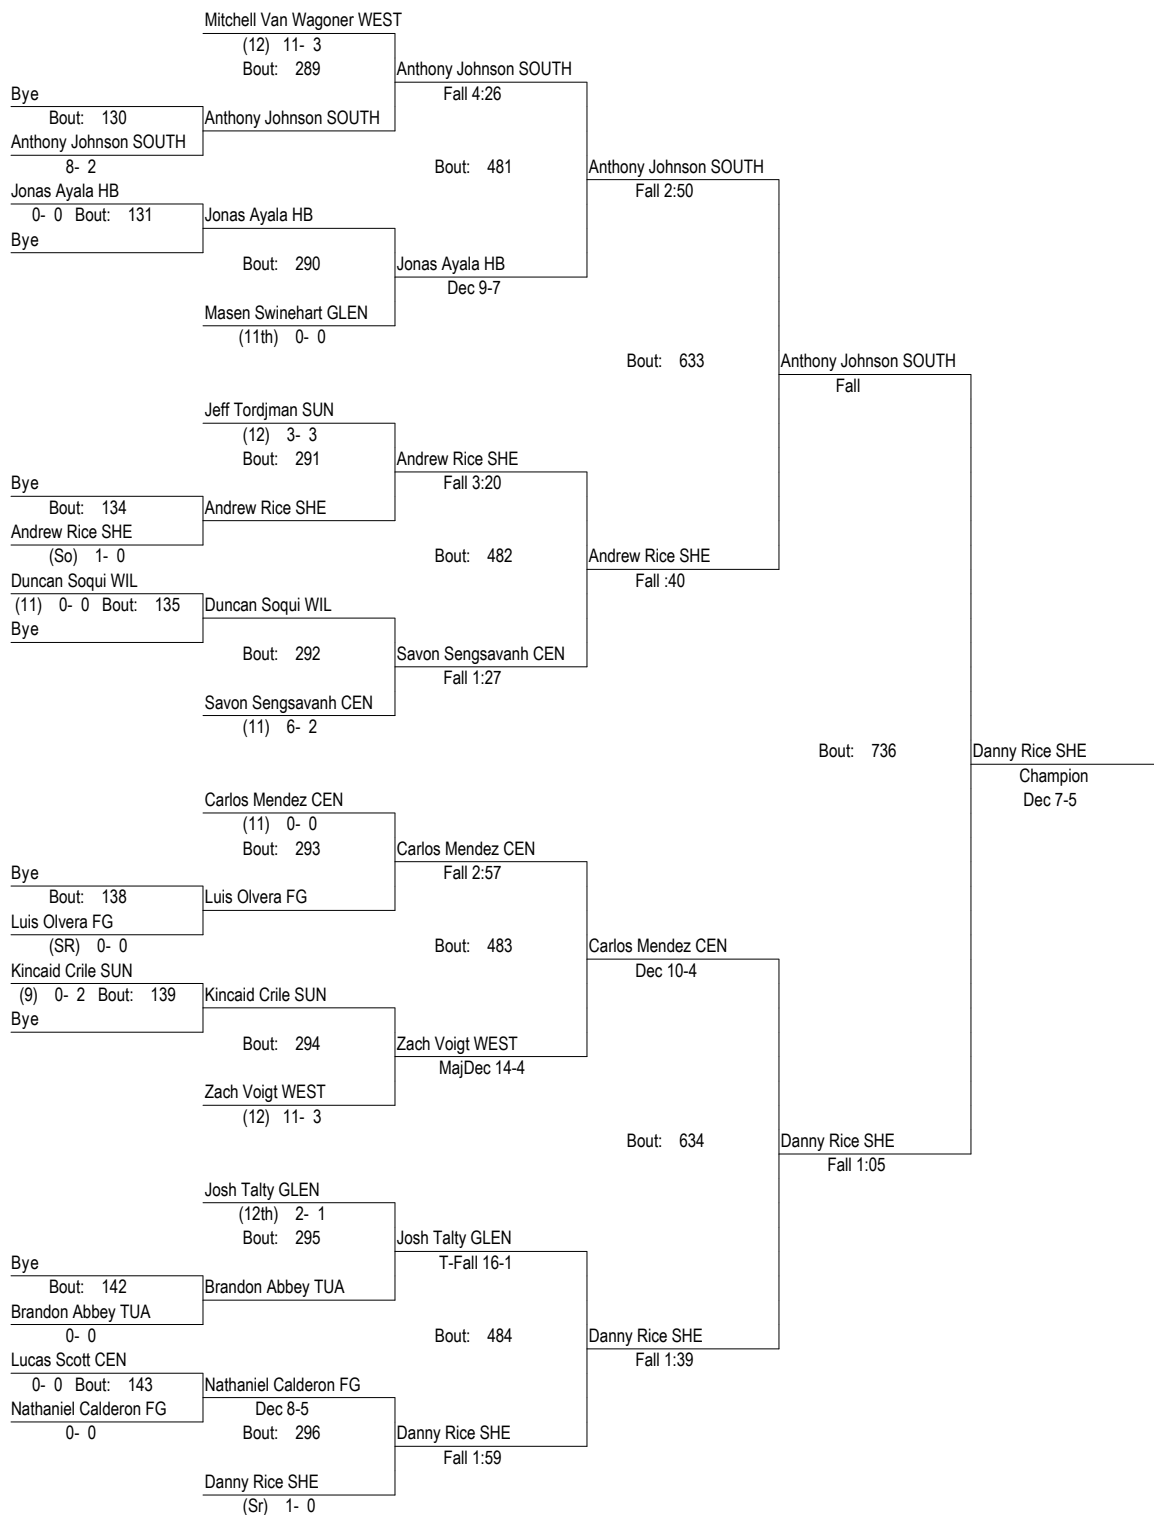 Mitchell Van Wagoner WEST
(12) 11- 3
Bout: 289
Anthony Johnson SOUTH
Fall 4:26
Bye
Bout: 130
Anthony Johnson SOUTH
Anthony Johnson SOUTH
8- 2
Bout: 481
Anthony Johnson SOUTH
Fall 2:50
Jonas Ayala HB
0- 0 Bout: 131
Jonas Ayala HB
Bye
Bout: 290
Jonas Ayala HB
Dec 9-7
Masen Swinehart GLEN
(11th) 0- 0
Bout: 633
Anthony Johnson SOUTH
Fall
Jeff Tordjman SUN
(12) 3- 3
Bout: 291
Andrew Rice SHE
Fall 3:20
Bye
Bout: 134
Andrew Rice SHE
Andrew Rice SHE
(So) 1- 0
Bout: 482
Andrew Rice SHE
Fall :40
Duncan Soqui WIL
(11) 0- 0 Bout: 135
Duncan Soqui WIL
Bye
Bout: 292
Savon Sengsavanh CEN
Fall 1:27
Savon Sengsavanh CEN
(11) 6- 2
Bout: 736
Danny Rice SHE
Champion
Dec 7-5
Carlos Mendez CEN
(11) 0- 0
Bout: 293
Carlos Mendez CEN
Fall 2:57
Bye
Bout: 138
Luis Olvera FG
Luis Olvera FG
(SR) 0- 0
Bout: 483
Carlos Mendez CEN
Dec 10-4
Kincaid Crile SUN
(9) 0- 2 Bout: 139
Kincaid Crile SUN
Bye
Bout: 294
Zach Voigt WEST
MajDec 14-4
Zach Voigt WEST
(12) 11- 3
Bout: 634
Danny Rice SHE
Fall 1:05
Josh Talty GLEN
(12th) 2- 1
Bout: 295
Josh Talty GLEN
T-Fall 16-1
Bye
Bout: 142
Brandon Abbey TUA
Brandon Abbey TUA
0- 0
Bout: 484
Danny Rice SHE
Fall 1:39
Lucas Scott CEN
0- 0 Bout: 143
Nathaniel Calderon FG
Nathaniel Calderon FG
Dec 8-5
0- 0
Bout: 296
Danny Rice SHE
Fall 1:59
Danny Rice SHE
(Sr) 1- 0